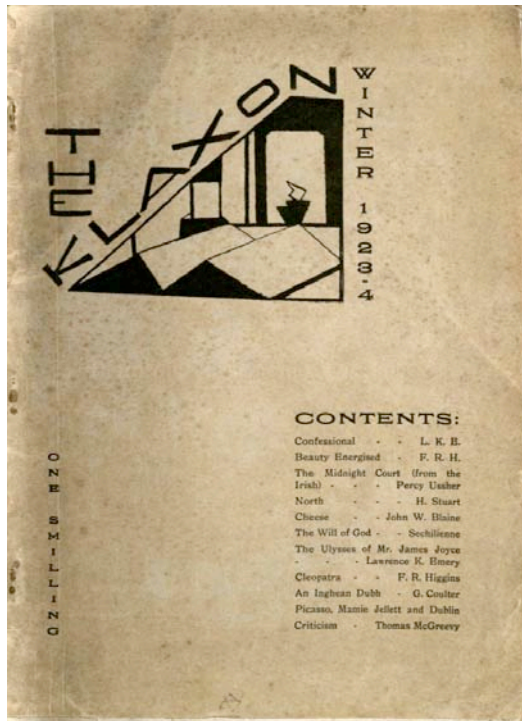 THE
KLAXON
WINTER 1923-4
CONTENTS:
Confessional - - L. K. B.
Beauty Energised - F. R. H.
The Midnight Court (from the
Irish) - - - Percy Ussher
North - - - H. Stuart
Cheese - - John W. Blaine
The Will of God - - Sechilienne
The Ulysses of Mr. James Joyce
- - - Lawrence K. Emery
Cleopatra - - F. R. Higgins
An Inghean Dubh - G. Coulter
Picasso, Mamie Jellett and Dublin
Criticism - Thomas McGreevy
ONE SHILLING